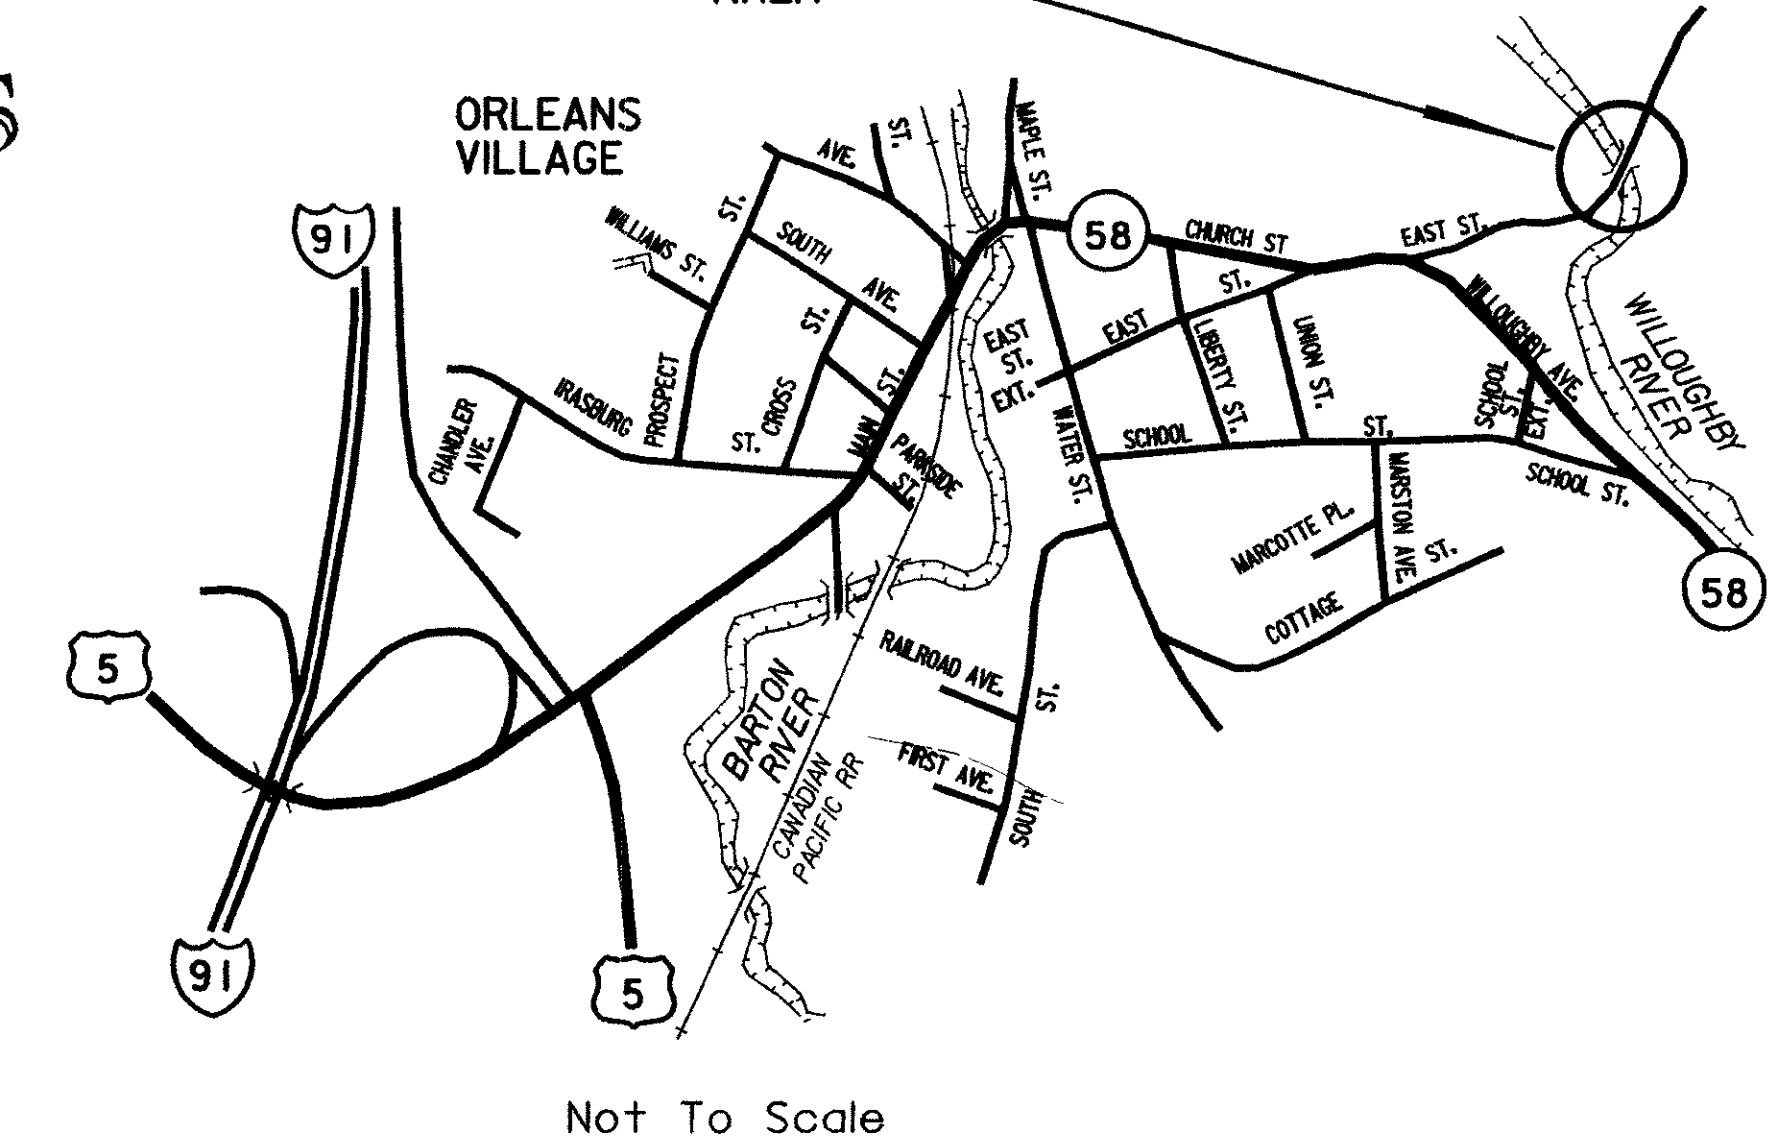 ORLEANS
VILLAGE
91
ST.
AVE.
MAPLE ST.
58
CHURCH ST
EAST ST.
WILLIAMS ST.
ST.
SOUTH
AVE.
ST.
ST.
EAST
EAST
ST.
EXT.
LIBERTY ST.
UNION ST.
WILLOUGHBY AVE.
WILLOUGHBY
RIVER
PROSPECT
CROSS
MAIN
ST.
IRASBURG
ST.
CHANDLER
AVE.
PARKSIDE
ST.
WATER ST.
SCHOOL
ST.
SCHOOL
ST.
EXT.
SCHOOL ST.
MARSTON AVE.
MARCOTTE PL.
COTTAGE
ST.
58
5
BARTON
RIVER
RAILROAD AVE.
ST.
FIRST AVE.
SOUTH
CANADIAN
PACIFIC RR
91
5
Not To Scale